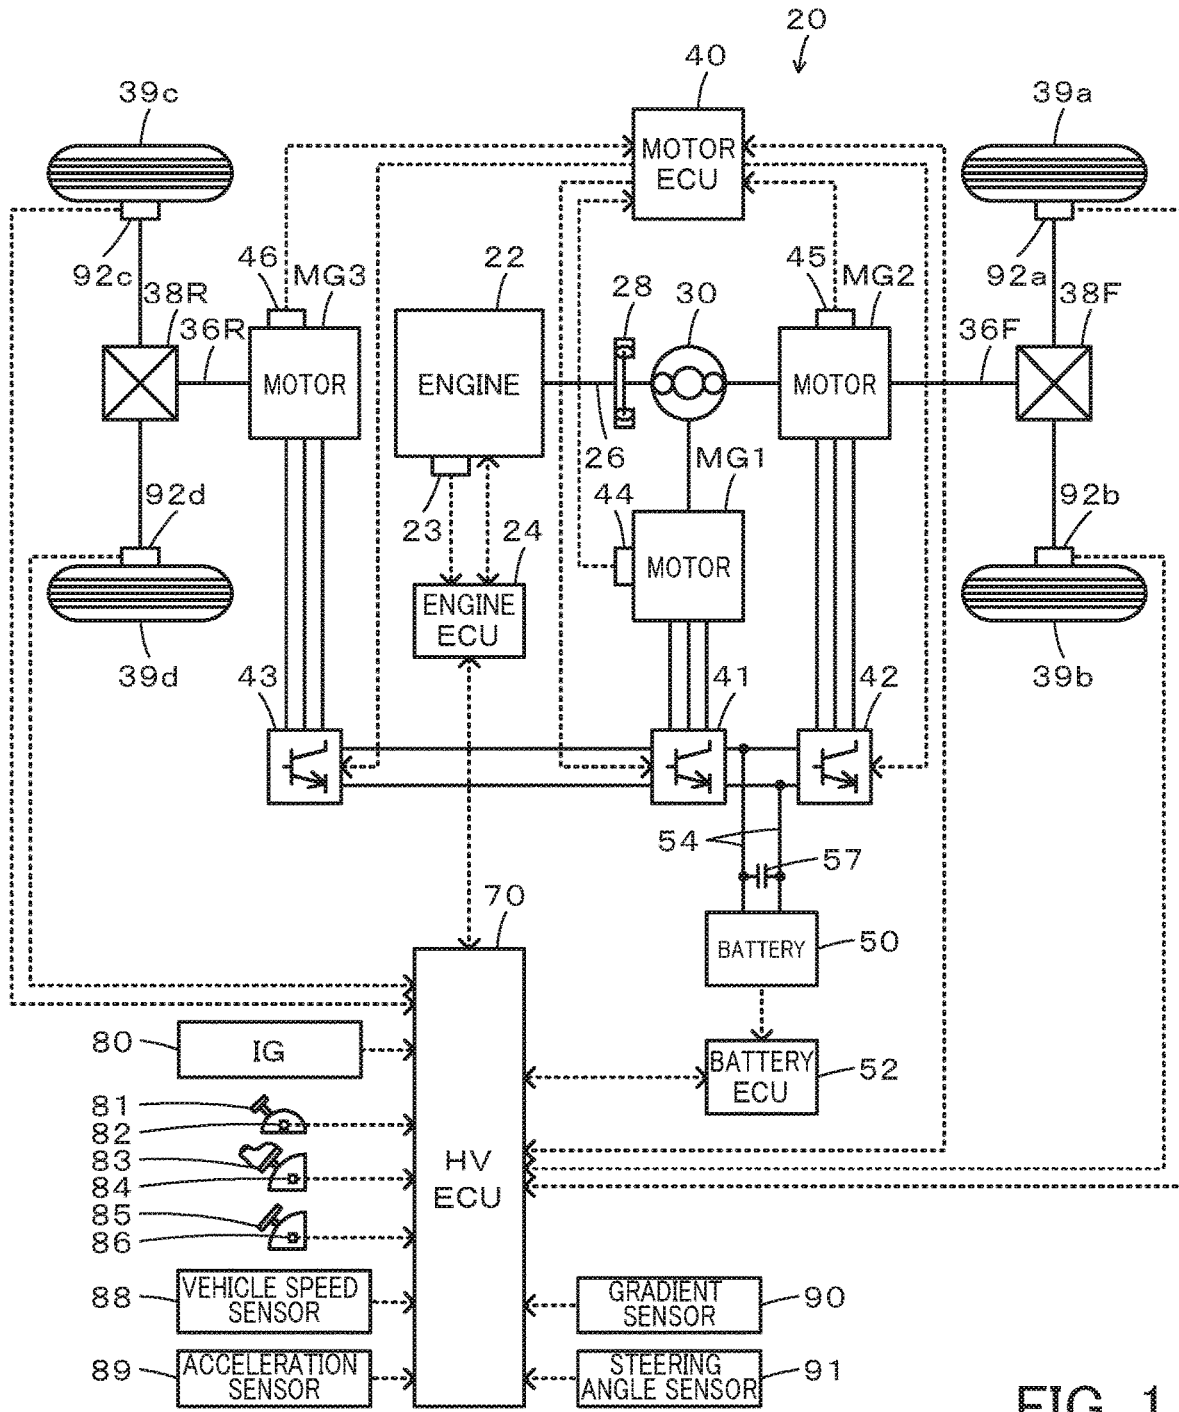 20
40
39c
39a
MOTOR
ECU
92c
46
MG3
22
28
30
45
MG2
92a
38R
38F
36R
36F
MOTOR
ENGINE
MOTOR
26
MG1
92d
23
24
44
92b
MOTOR
ENGINE
ECU
39d
43
41
42
39b
54
57
70
BATTERY
50
80
IG
BATTERY
ECU
52
81
82
83
84
HV
ECU
85
86
88
VEHICLE SPEED
SENSOR
GRADIENT
SENSOR
90
89
ACCELERATION
SENSOR
STEERING
ANGLE SENSOR
91
FIG. 1